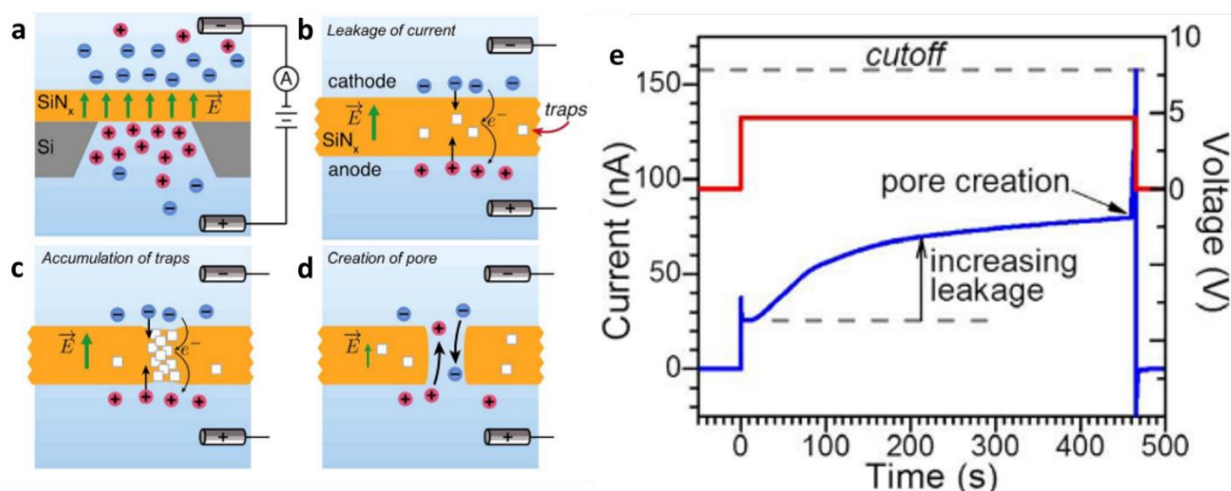 a
A
SiNx
E
Si
b
Leakage of current
cathode
traps
E
e-
SiNx
anode
c
Accumulation of traps
E
e-
d
Creation of pore
E
e
cutoff
pore creation
increasing
leakage
Current (nA)
150
100
50
0
Voltage (V)
10
5
0
0 100 200 300 400 500
Time (s)